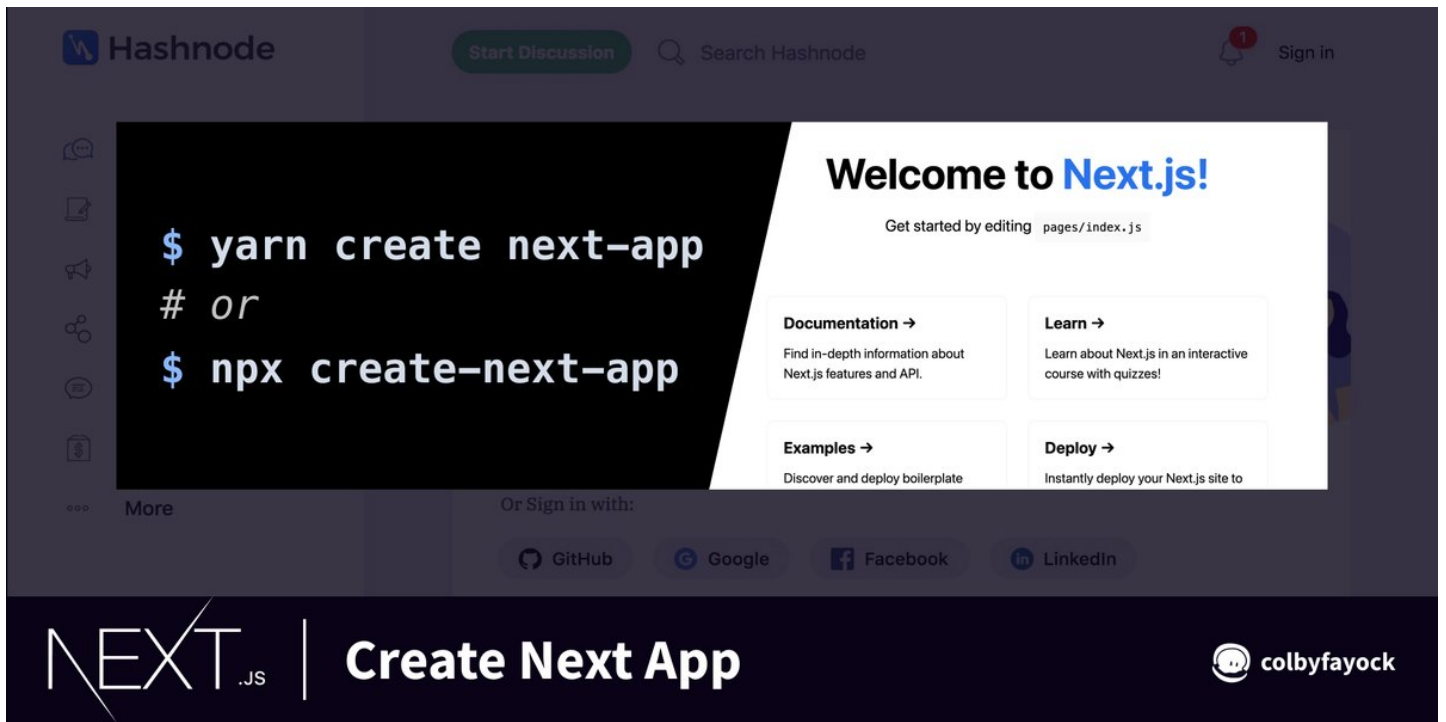 Hashnode
Start Discussion
Search Hashnode
1
Sign in
$ yarn create next-app
# or
$ npx create-next-app
Welcome to Next.js!
Get started by editing pages/index.js
Documentation →
Find in-depth information about
Next.js features and API.
Learn →
Learn about Next.js in an interactive
course with quizzes!
Examples →
Discover and deploy boilerplate
Deploy →
Instantly deploy your Next.js site to
More
Or Sign in with:
GitHub
Google
Facebook
LinkedIn
NEXT.JS
Create Next App
colbyfayock